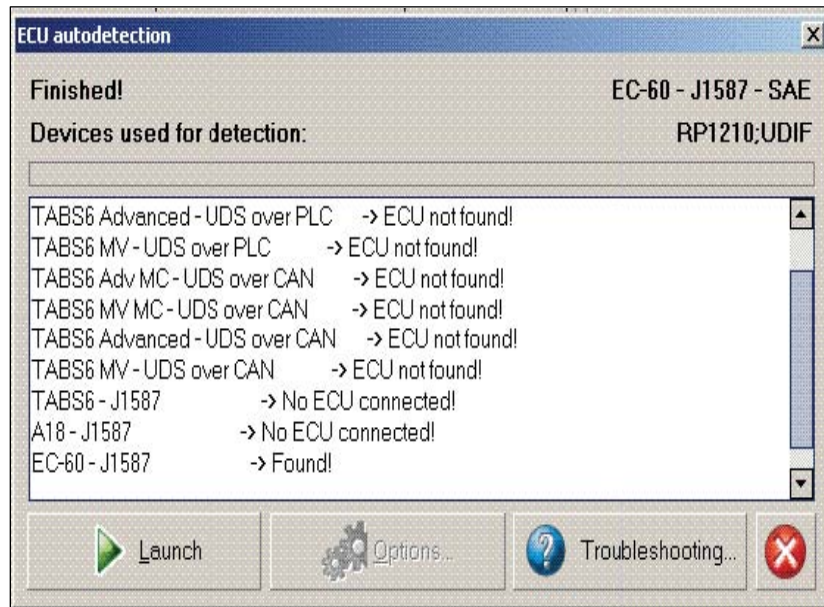 ECU autodetection
Finished! EC-60 - J1587 - SAE
Devices used for detection: RP1210;UDIF
TABS6 Advanced - UDS over PLC -> ECU not found!
TABS6 MV - UDS over PLC -> ECU not found!
TABS6 Adv MC - UDS over CAN -> ECU not found!
TABS6 MV MC - UDS over CAN -> ECU not found!
TABS6 Advanced - UDS over CAN -> ECU not found!
TABS6 MV - UDS over CAN -> ECU not found!
TABS6 - J1587 -> No ECU connected!
A18 - J1587 -> No ECU connected!
EC-60 - J1587 -> Found!
Launch Options... Troubleshooting...